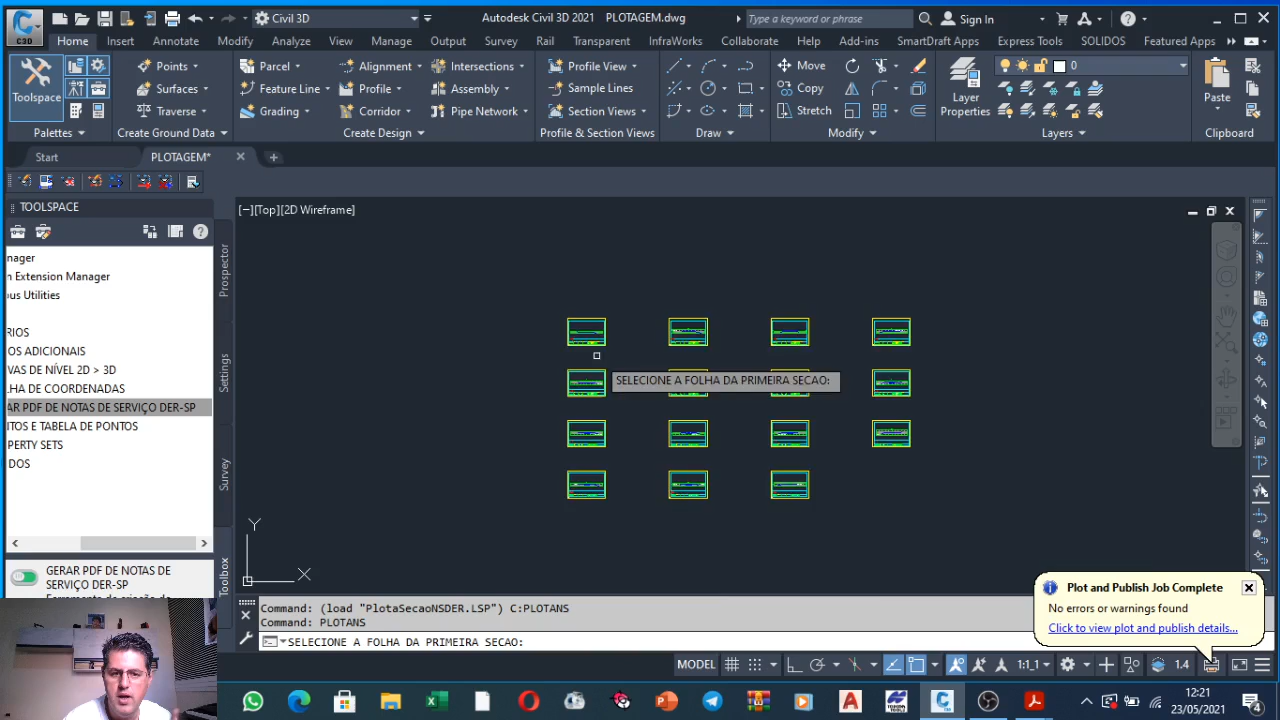 C3D
Civil 3D
Autodesk Civil 3D 2021 PLOTAGEM.dwg
Type a keyword or phrase
Sign In
Home Insert Annotate Modify Analyze View Manage Output Survey Rail Transparent InfraWorks Collaborate Help Add-ins SmartDraft Apps Express Tools SOLIDOS Featured Apps
Toolspace
Palettes
Points
Surfaces
Traverse
Create Ground Data
Parcel
Feature Line
Grading
Alignment
Profile
Corridor
Intersections
Assembly
Pipe Network
Create Design
Profile View
Sample Lines
Section Views
Profile & Section Views
Draw
Move
Copy
Stretch
Modify
Layer
Properties
0
Layers
Paste
Clipboard
Start
PLOTAGEM*
TOOLSPACE
[−][Top][2D Wireframe]
nager
n Extension Manager
ous Utilities
RIOS
OS ADICIONAIS
VAS DE NÍVEL 2D > 3D
HA DE COORDENADAS
AR PDF DE NOTAS DE SERVIÇO DER-SP
NTOS E TABELA DE PONTOS
PERTY SETS
DOS
Prospector
Settings
Survey
Toolbox
GERAR PDF DE NOTAS DE
SERVIÇO DER-SP
SELECIONE A FOLHA DA PRIMEIRA SECAO:
Y
X
Command: (load "PlotaSecaoNSDER.LSP") C:PLOTANS
Command: PLOTANS
SELECIONE A FOLHA DA PRIMEIRA SECAO:
Plot and Publish Job Complete
No errors or warnings found
Click to view plot and publish details...
MODEL
1:1_1
1.4
12:21
23/05/2021
4